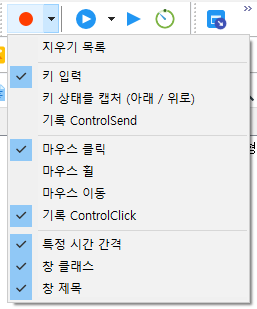 지우기 목록
키 입력
키 상태를 캡처 (아래 / 위로)
기록 ControlSend
마우스 클릭
마우스 휠
마우스 이동
기록 ControlClick
특정 시간 간격
창 클래스
창 제목
형